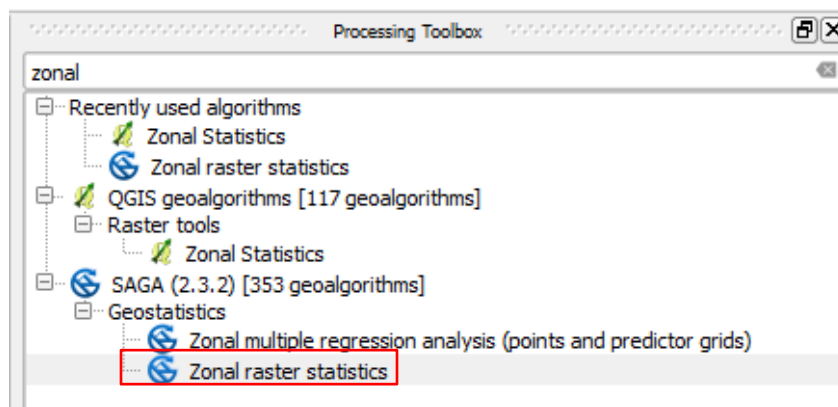 Processing Toolbox
zonal
Recently used algorithms
Zonal Statistics
Zonal raster statistics
QGIS geoalgorithms [117 geoalgorithms]
Raster tools
Zonal Statistics
SAGA (2.3.2) [353 geoalgorithms]
Geostatistics
Zonal multiple regression analysis (points and predictor grids)
Zonal raster statistics